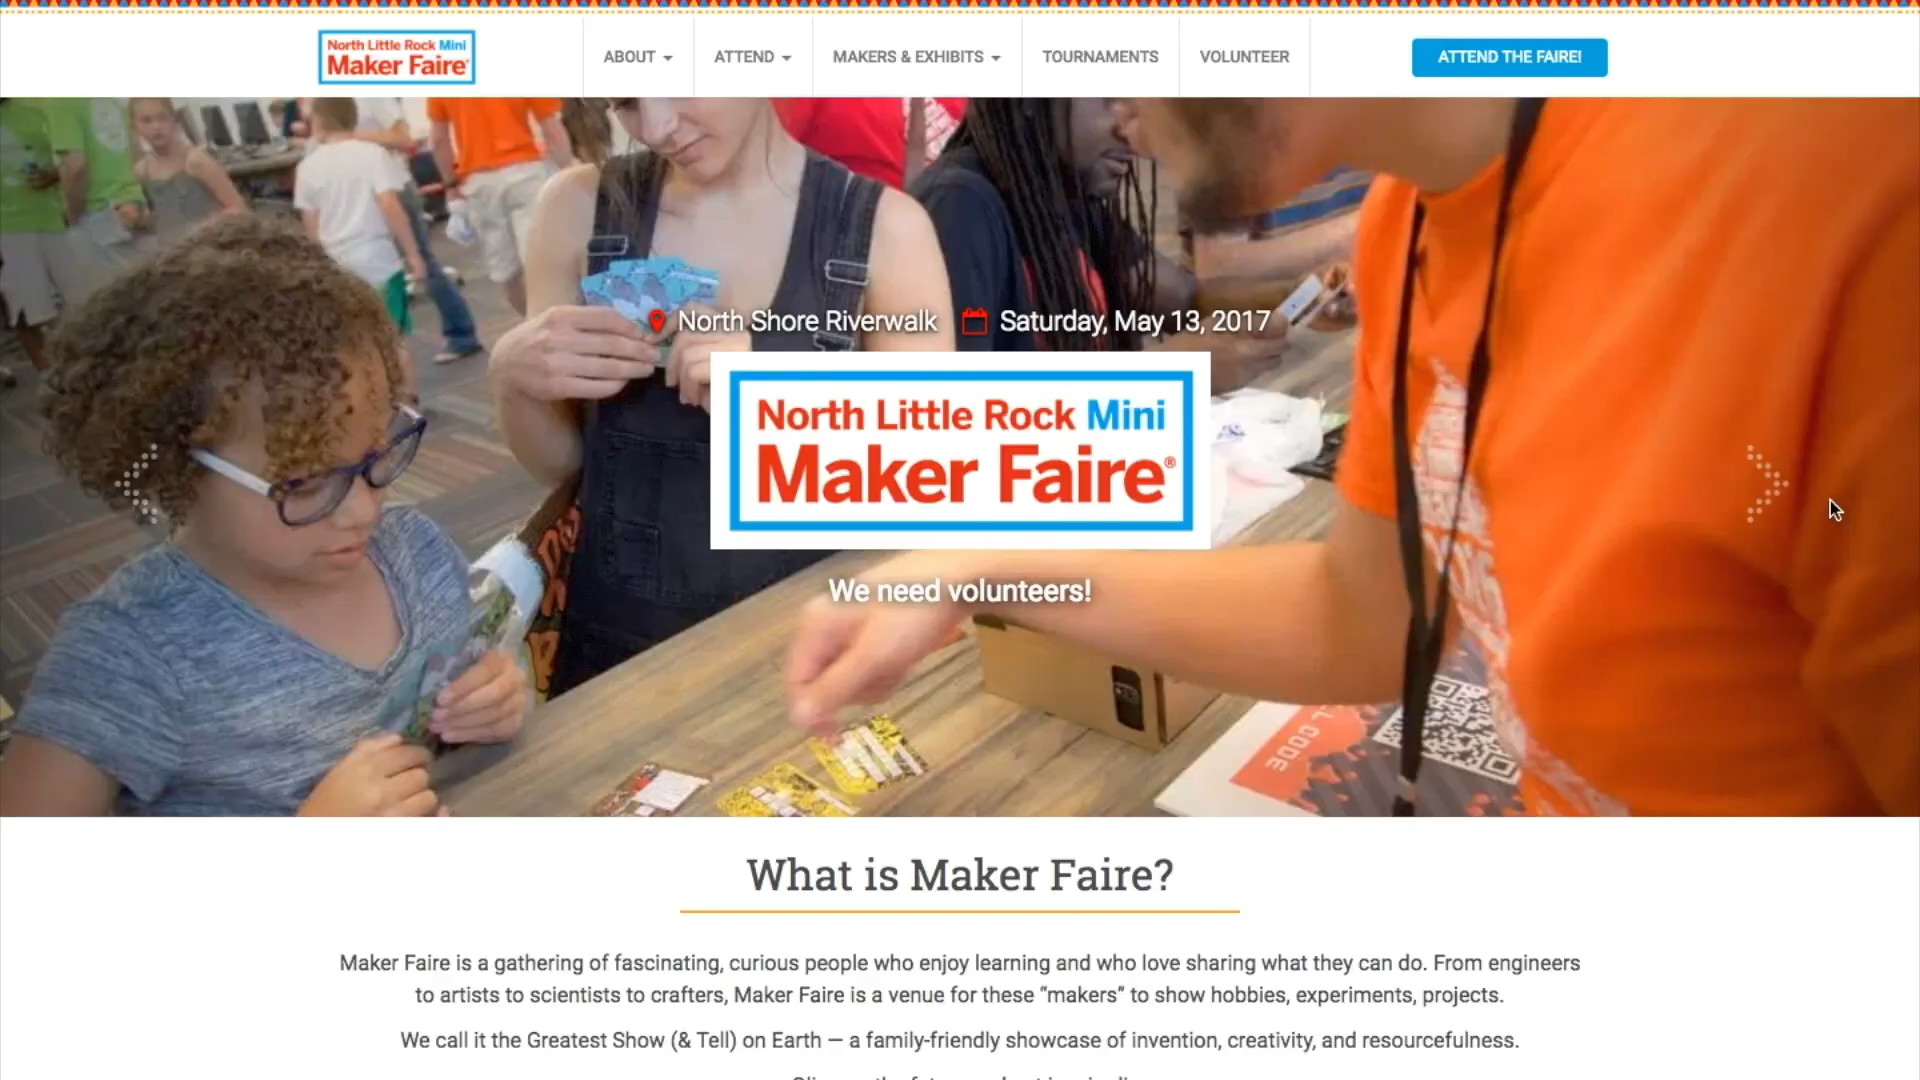 North Little Rock Mini
Maker Faire®
ABOUT
ATTEND
MAKERS & EXHIBITS
TOURNAMENTS
VOLUNTEER
ATTEND THE FAIRE!
North Shore Riverwalk
Saturday, May 13, 2017
North Little Rock Mini
Maker Faire®
We need volunteers!
CODE
What is Maker Faire?
Maker Faire is a gathering of fascinating, curious people who enjoy learning and who love sharing what they can do. From engineers
to artists to scientists to crafters, Maker Faire is a venue for these “makers” to show hobbies, experiments, projects.
We call it the Greatest Show (& Tell) on Earth — a family-friendly showcase of invention, creativity, and resourcefulness.